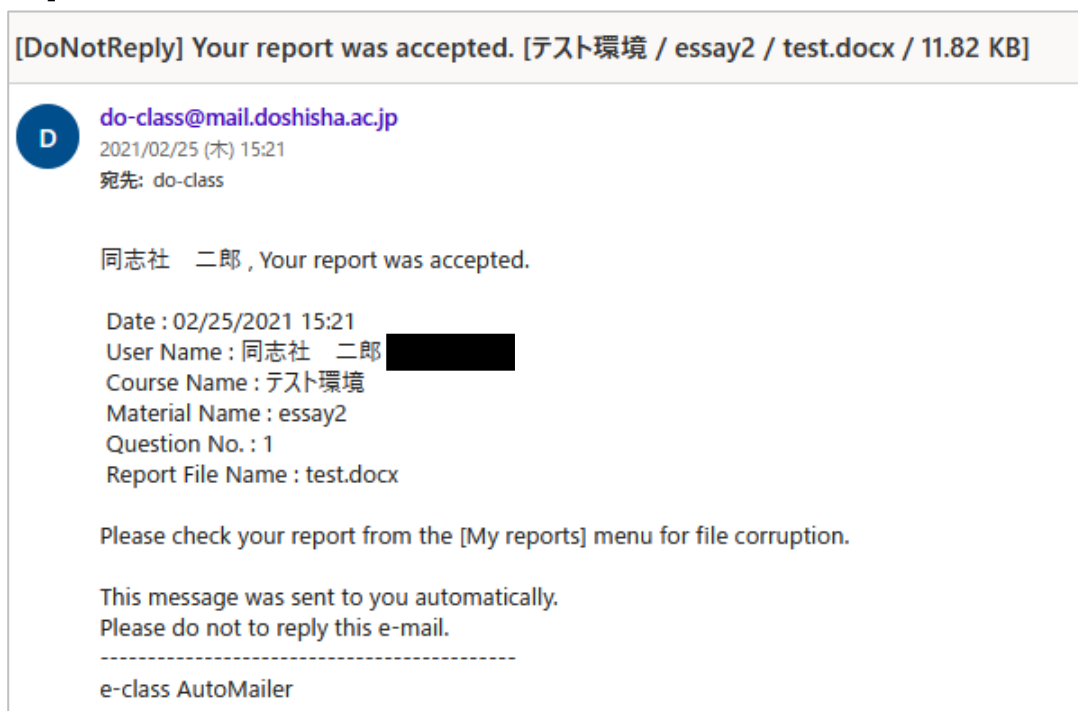 [DoNotReply] Your report was accepted. [テスト環境 / essay2 / test.docx / 11.82 KB]
D
do-class@mail.doshisha.ac.jp
2021/02/25 (木) 15:21
宛先: do-class
同志社　二郎 , Your report was accepted.
Date : 02/25/2021 15:21
User Name : 同志社　二郎
Course Name : テスト環境
Material Name : essay2
Question No. : 1
Report File Name : test.docx
Please check your report from the [My reports] menu for file corruption.
This message was sent to you automatically.
Please do not to reply this e-mail.
--------------------------------------------
e-class AutoMailer